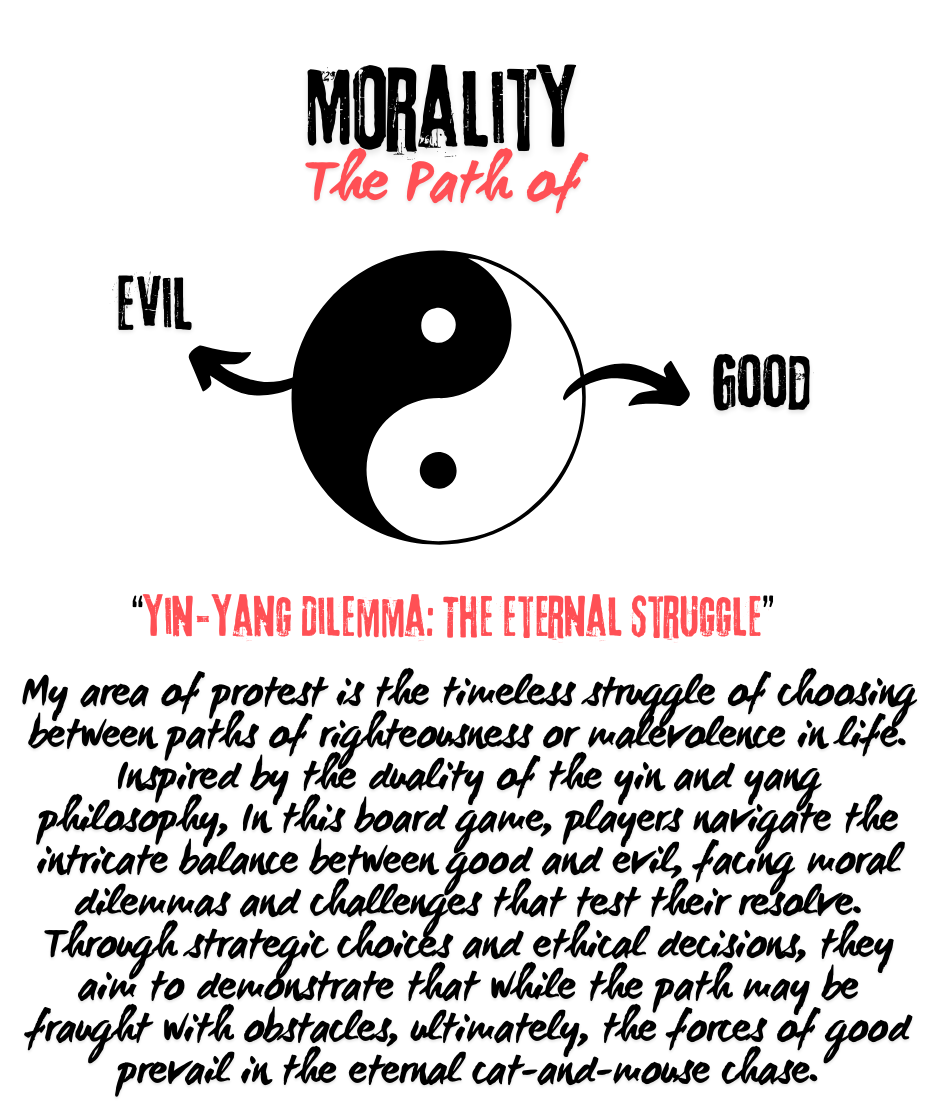 MORALITY
The Path of
EVIL
GOOD
“YIN-YANG DILEMMA: THE ETERNAL STRUGGLE”
My area of protest is the timeless struggle of choosing
between paths of righteousness or malevolence in life.
Inspired by the duality of the yin and yang
philosophy, In this board game, players navigate the
intricate balance between good and evil, facing moral
dilemmas and challenges that test their resolve.
Through strategic choices and ethical decisions, they
aim to demonstrate that while the path may be
fraught with obstacles, ultimately, the forces of good
prevail in the eternal cat-and-mouse chase.